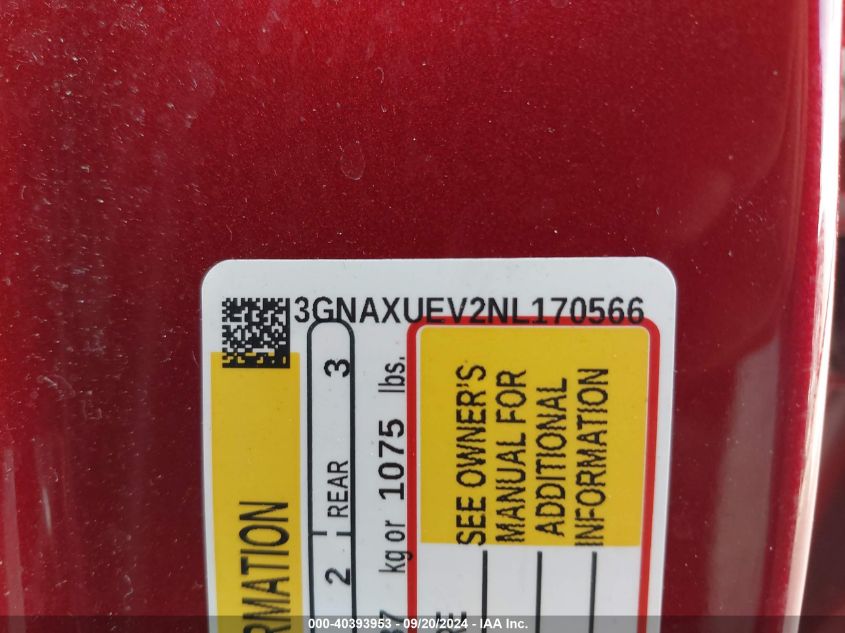 3GNAXUEV2NL170566
2 REAR 3
kg or 1075 lbs.
SEE OWNER'S
MANUAL FOR
ADDITIONAL
INFORMATION
000-40393953 - 09/20/2024 - IAA Inc.